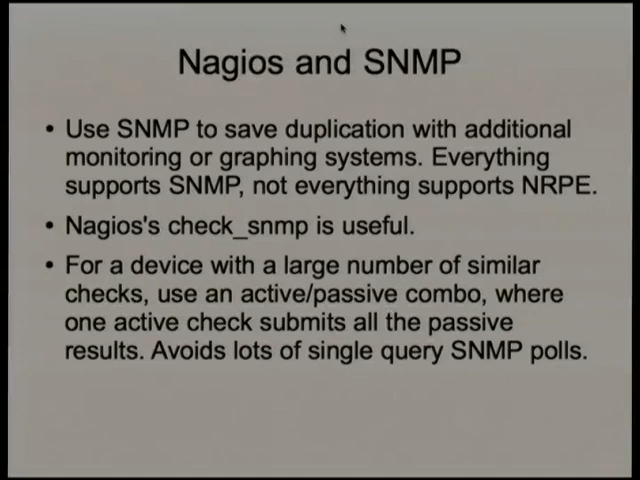 Nagios and SNMP
• Use SNMP to save duplication with additional
monitoring or graphing systems. Everything
supports SNMP, not everything supports NRPE.
• Nagios's check_snmp is useful.
• For a device with a large number of similar
checks, use an active/passive combo, where
one active check submits all the passive
results. Avoids lots of single query SNMP polls.